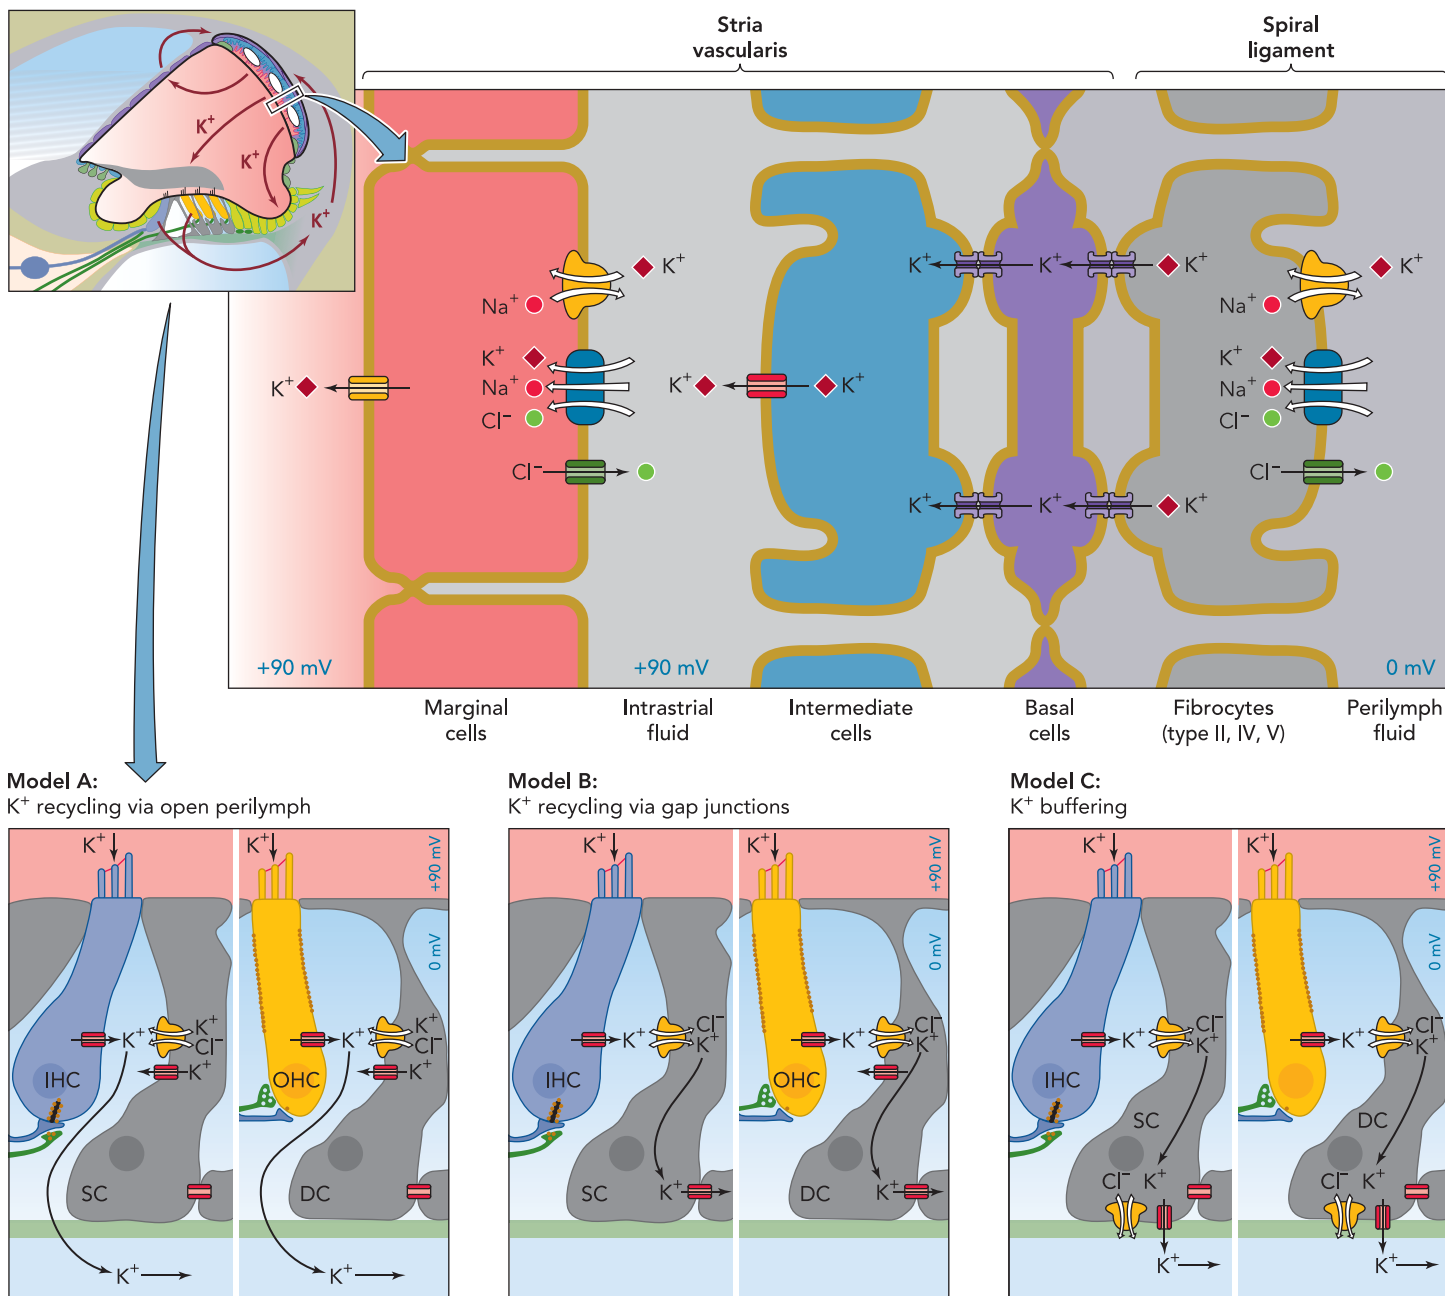 Stria
vascularis
Spiral
ligament
K⁺
K⁺
K⁺
K⁺
Na⁺
K⁺
Na⁺
Cl⁻
Cl⁻
K⁺
K⁺
K⁺
K⁺
K⁺
K⁺
K⁺
K⁺
K⁺
K⁺
Na⁺
K⁺
Na⁺
Cl⁻
Cl⁻
+90 mV
+90 mV
0 mV
Marginal
cells
Intrastrial
fluid
Intermediate
cells
Basal
cells
Fibrocytes
(type II, IV, V)
Perilymph
fluid
Model A:
K⁺ recycling via open perilymph
K⁺
K⁺
+90 mV
0 mV
K⁺
K⁺
Cl⁻
K⁺
K⁺
K⁺
Cl⁻
K⁺
IHC
OHC
SC
DC
K⁺
K⁺
Model B:
K⁺ recycling via gap junctions
K⁺
K⁺
+90 mV
0 mV
K⁺
Cl⁻
K⁺
K⁺
Cl⁻
K⁺
IHC
OHC
SC
K⁺
DC
K⁺
Model C:
K⁺ buffering
K⁺
K⁺
+90 mV
0 mV
K⁺
Cl⁻
K⁺
K⁺
Cl⁻
K⁺
IHC
SC
DC
Cl⁻
K⁺
Cl⁻
K⁺
K⁺
K⁺